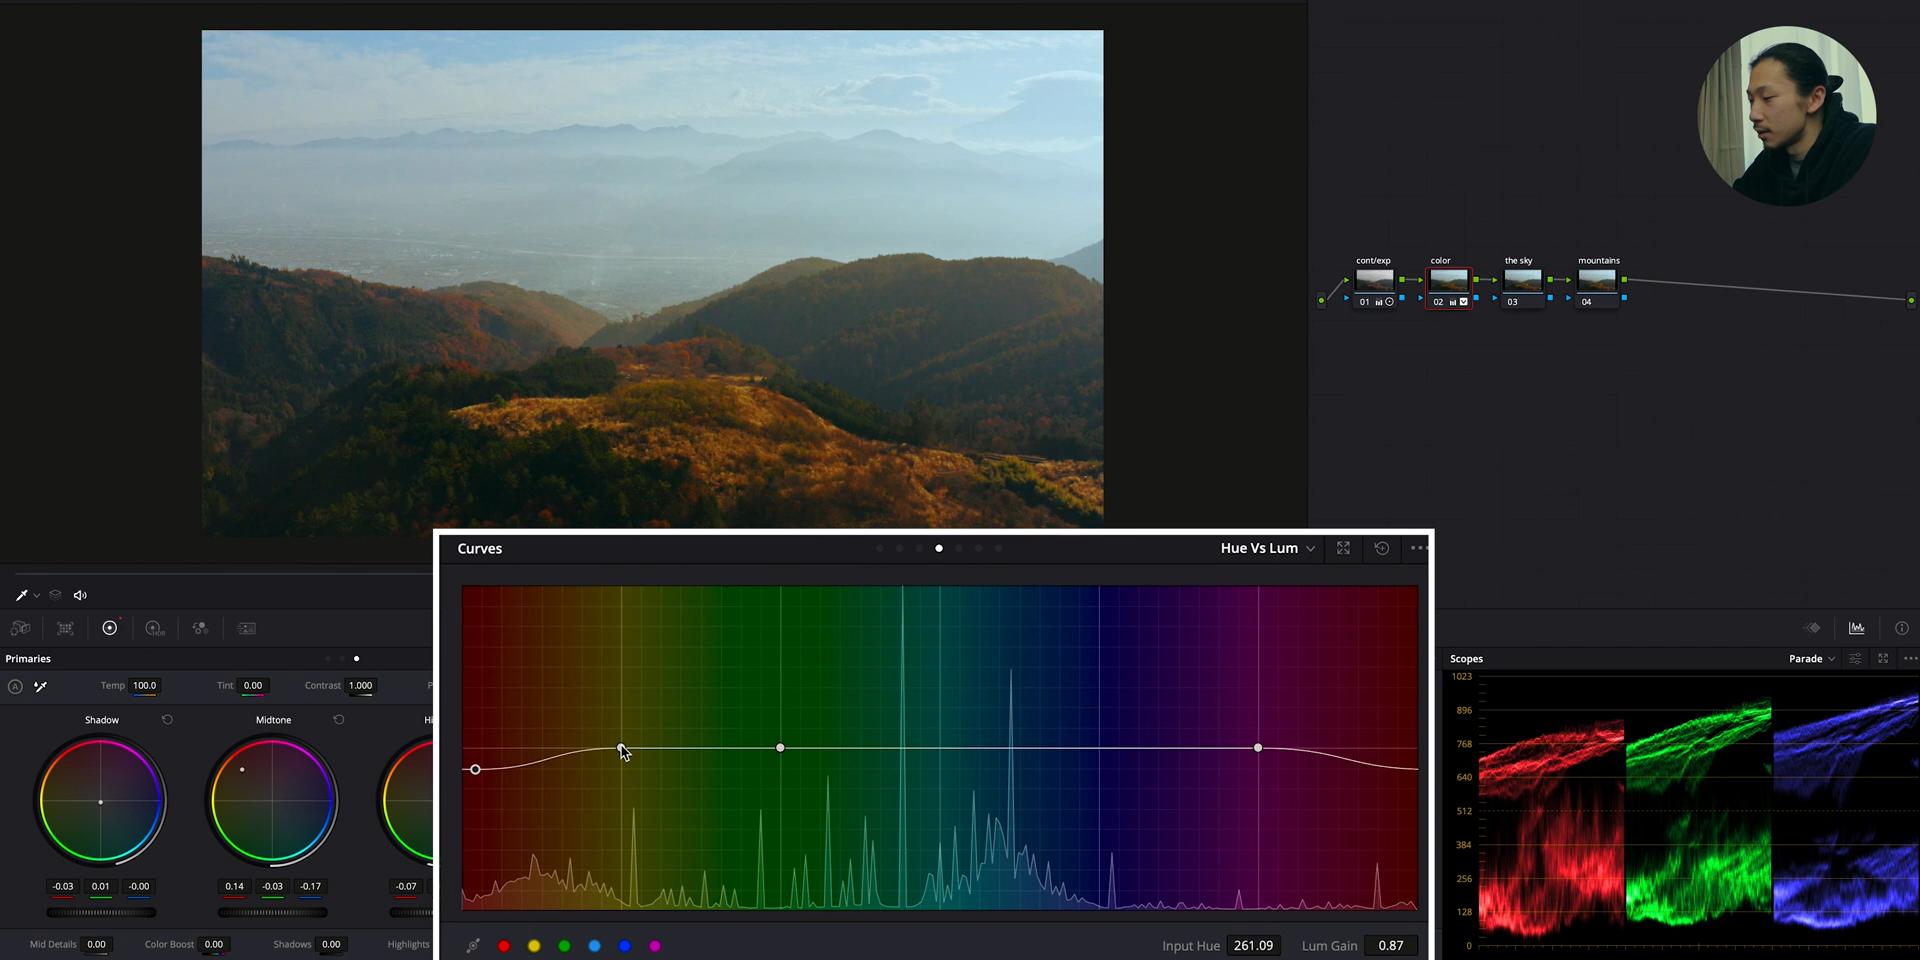 cont/exp
color
the sky
mountains
01
02
03
04
Curves
Hue Vs Lum
HDR
Primaries
A
Temp 100.0
Tint 0.00
Contrast 1.000
P
Shadow
Midtone
Hi
-0.03 0.01 -0.00
0.14 -0.03 -0.17
-0.07
Mid Details 0.00
Color Boost 0.00
Shadows 0.00
Highlights
Input Hue 261.09
Lum Gain 0.87
Scopes
Parade
1023
896
768
640
512
384
256
128
0